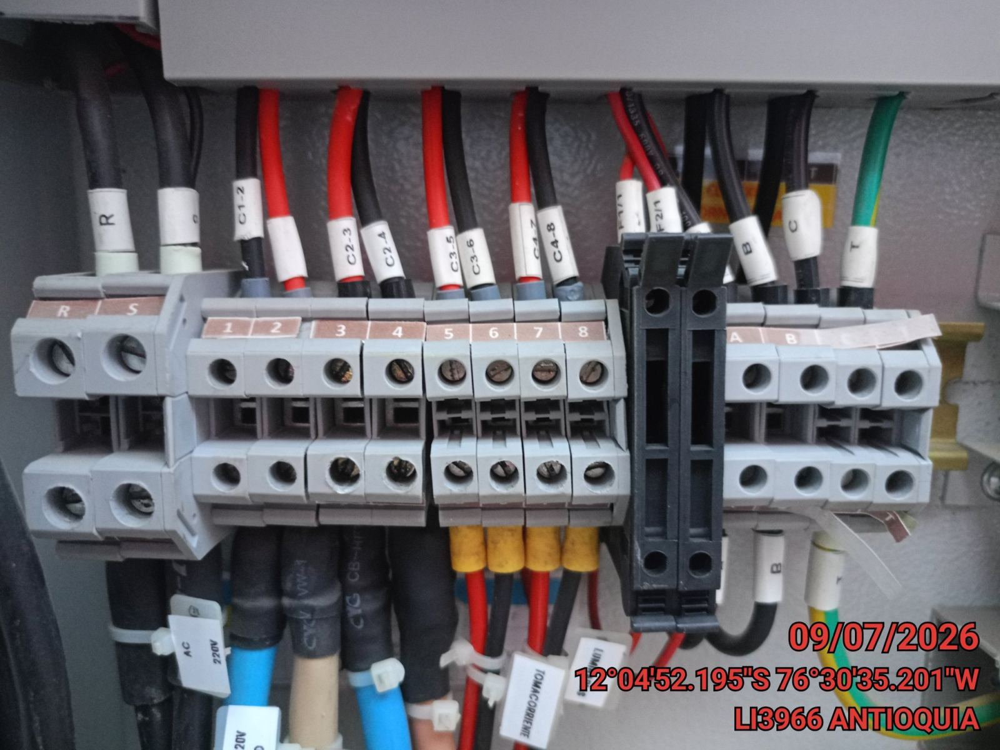 R
C1-2
C2-3
C2-4
C3-5
C3-6
C4-7
C4-8
F1/1
F2/1
B
C
T
R S
1 2 3 4 5 6 7 8
A B
T
B
AC
220V
TOMACORRIENTE
09/07/2026
12°04'52.195"S 76°30'35.201"W
LI3966 ANTIOQUIA